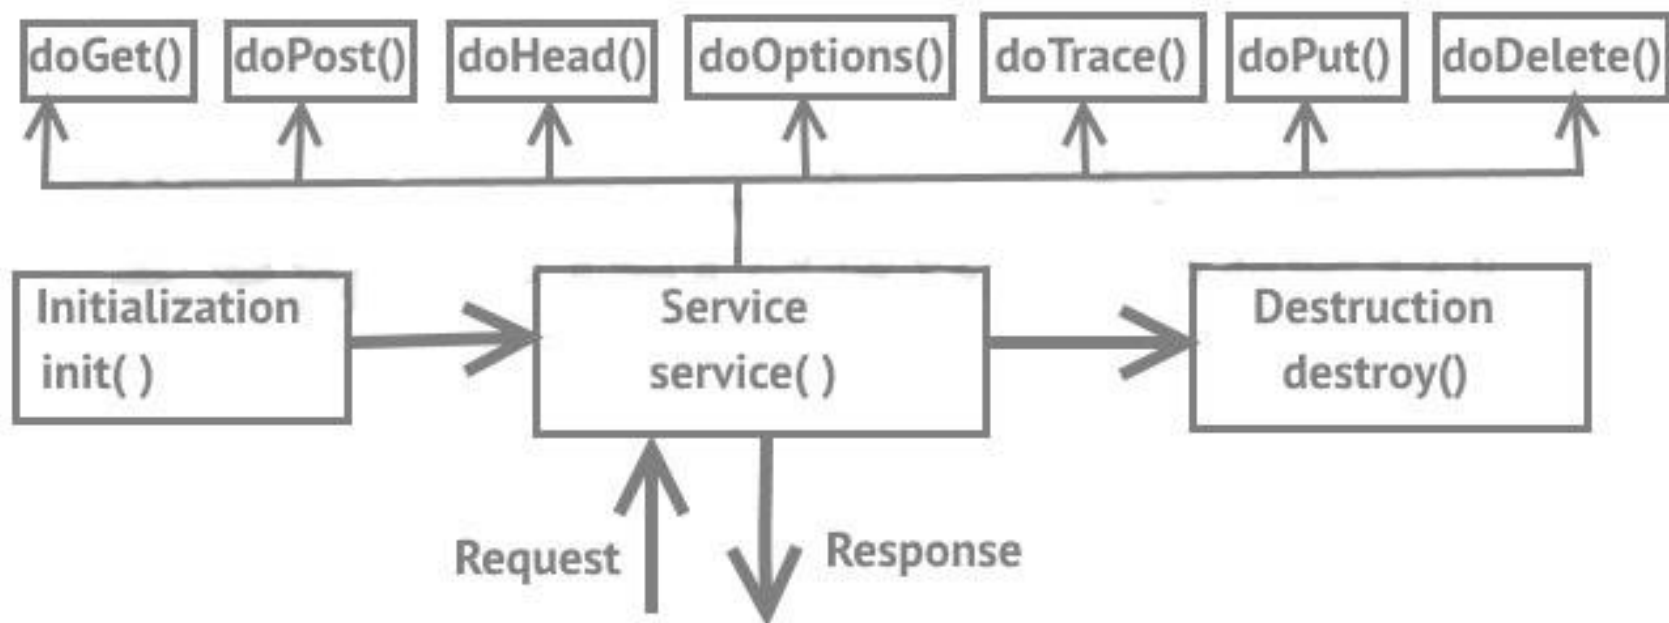 doGet()
doPost()
doHead()
doOptions()
doTrace()
doPut()
doDelete()
Initialization
init( )
Service
service( )
Destruction
destroy()
Request
Response